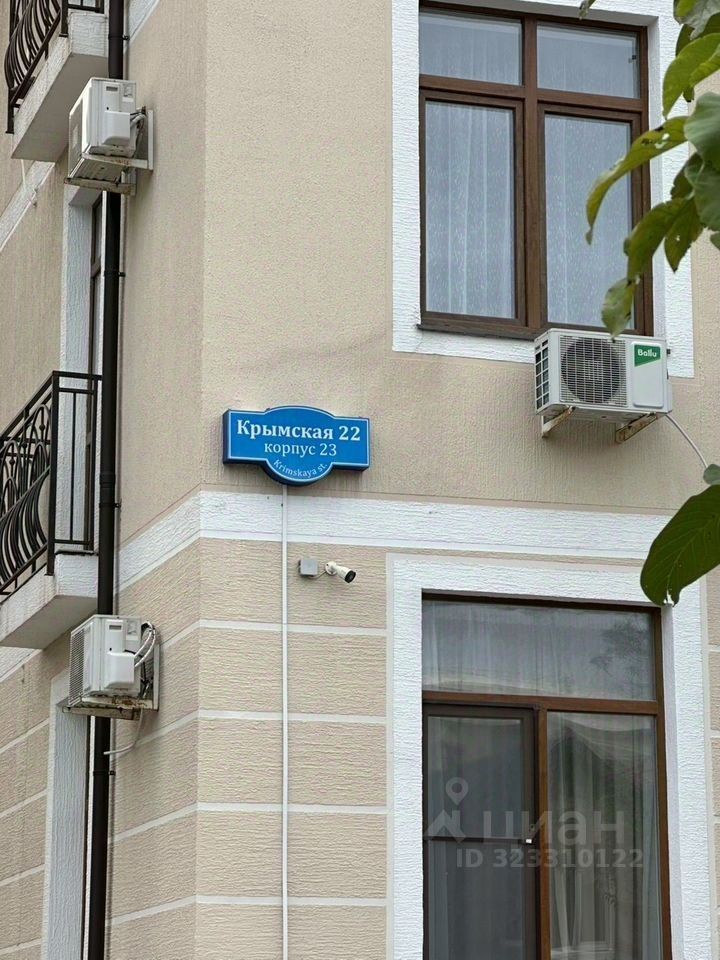 Ballu
Крымская 22
корпус 23
Krimskaya st.
циан
ID 323310122